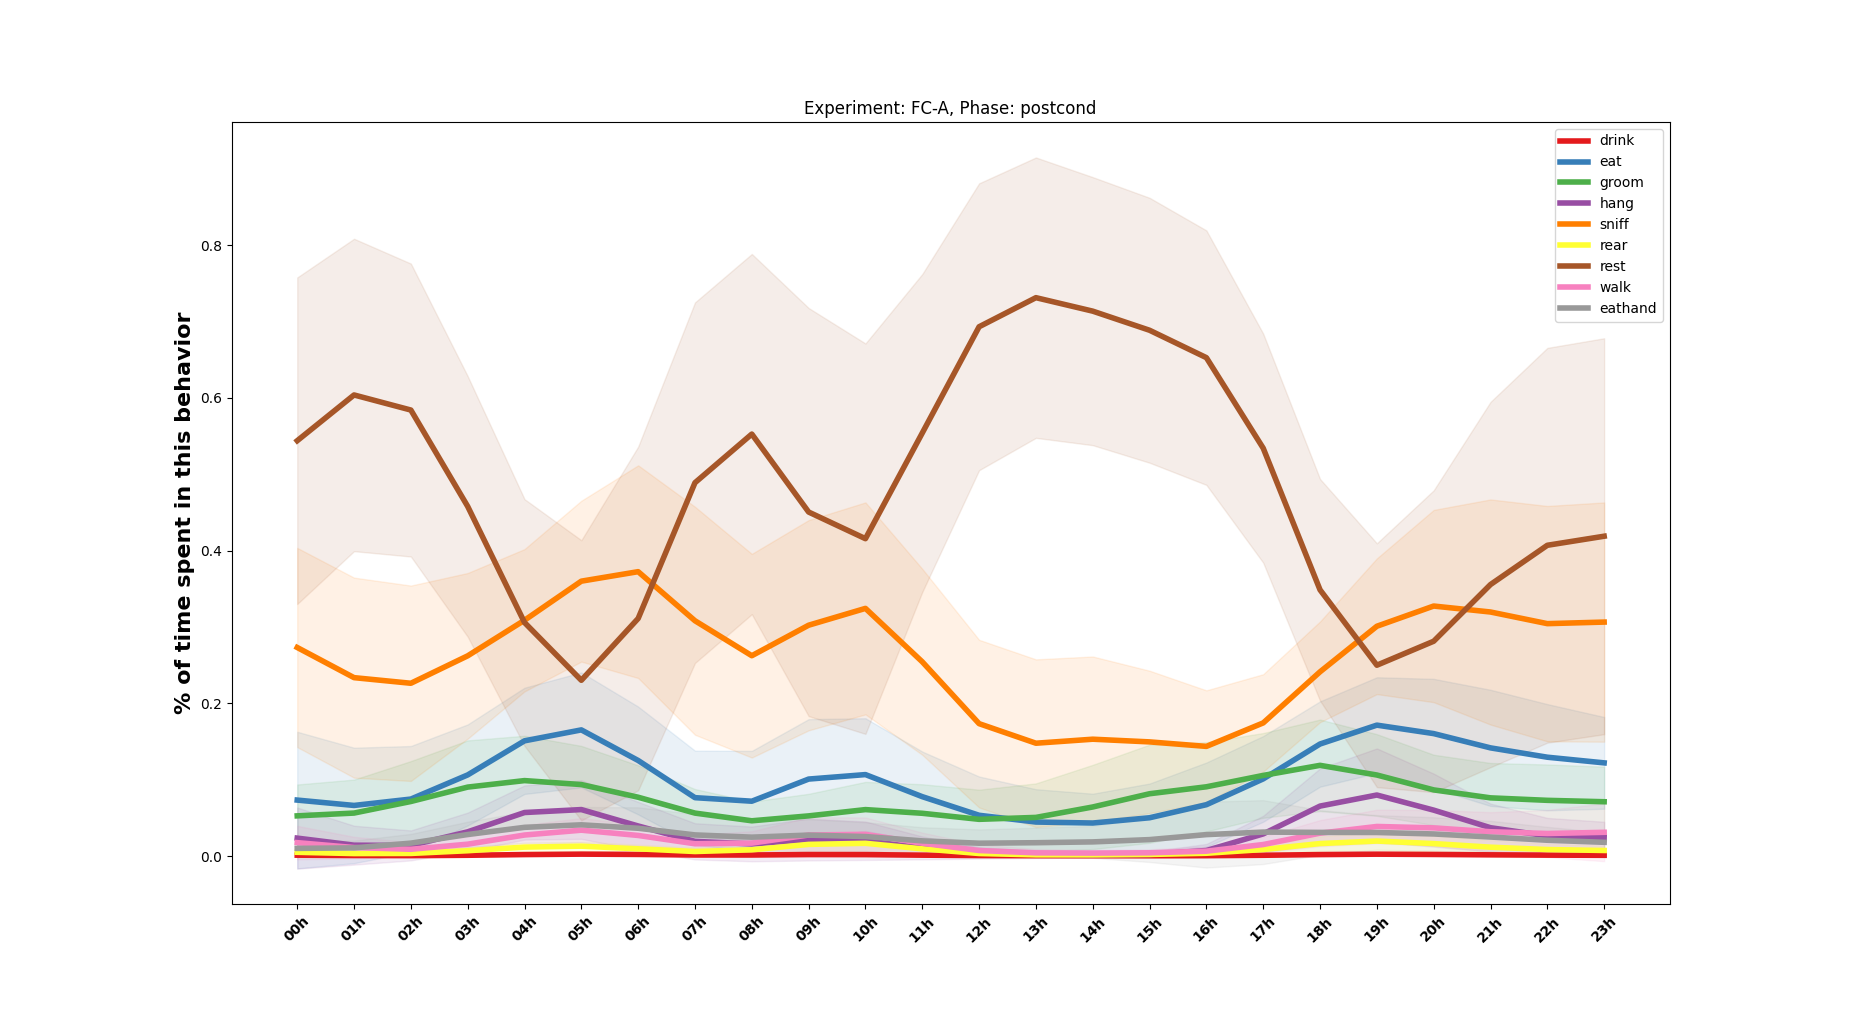 Experiment: FC-A, Phase: postcond
drink
eat
groom
hang
sniff
rear
rest
walk
eathand
% of time spent in this behavior
0.8
0.6
0.4
0.2
0.0
00h 01h 02h 03h 04h 05h 06h 07h 08h 09h 10h 11h 12h 13h 14h 15h 16h 17h 18h 19h 20h 21h 22h 23h